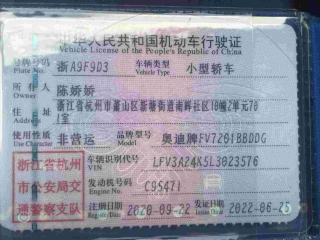 中华人民共和国机动车行驶证
Vehicle License of the People's Republic of China
号牌号码 浙A9F9D3 车辆类型 小型轿车
Plate No. Vehicle Type
所有人 陈娇娇
Owner
住址 浙江省杭州市萧山区新塘街道南畔社区10幢2单元70
1室
Address
使用性质 非营运 品牌型号 奥迪牌FV7201BBDDG
Use Character Model
浙江省杭州 车辆识别代号 LFV3A24K5L3023576
VIN
市公安局交 发动机号码 C95471
Engine No.
通警察支队 注册日期 2020-09-22 发证日期 2022-06-25
Register Date Issue Date